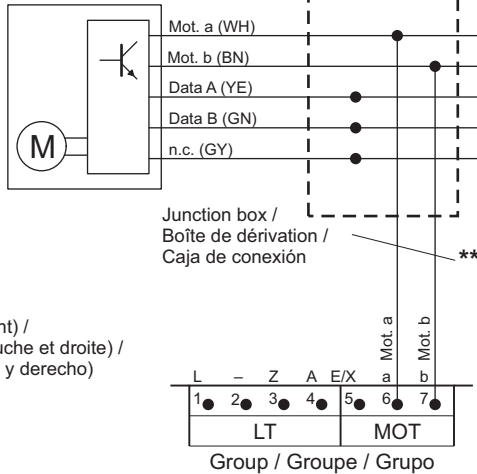 Mot. a (WH)
Mot. b (BN)
Data A (YE)
Data B (GN)
n.c. (GY)
M
Junction box /
Boîte de dérivation /
Caja de conexión
**
nt) /
uche et droite) /
y derecho)
Mot. a
Mot. b
L – Z A E/X a b
1 2 3 4 5 6 7
LT MOT
Group / Groupe / Grupo